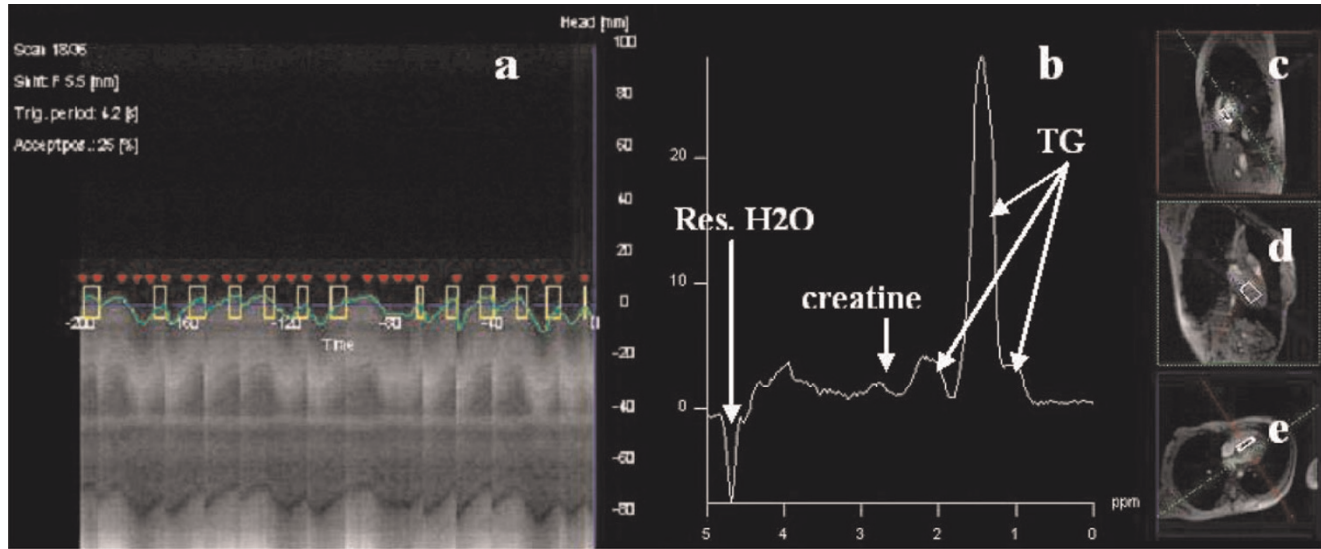 Head [mm]
Scan 18/36
Shift: F 5.5 [mm]
Trig. period: 4.2 [s]
Accept pos.: 25 [%]
a
100
80
60
40
20
0
-20
-40
-60
-80
-200
-160
-120
-80
-40
0
Time
b
20
10
0
Res. H2O
creatine
TG
5
4
3
2
1
0
ppm
c
d
e